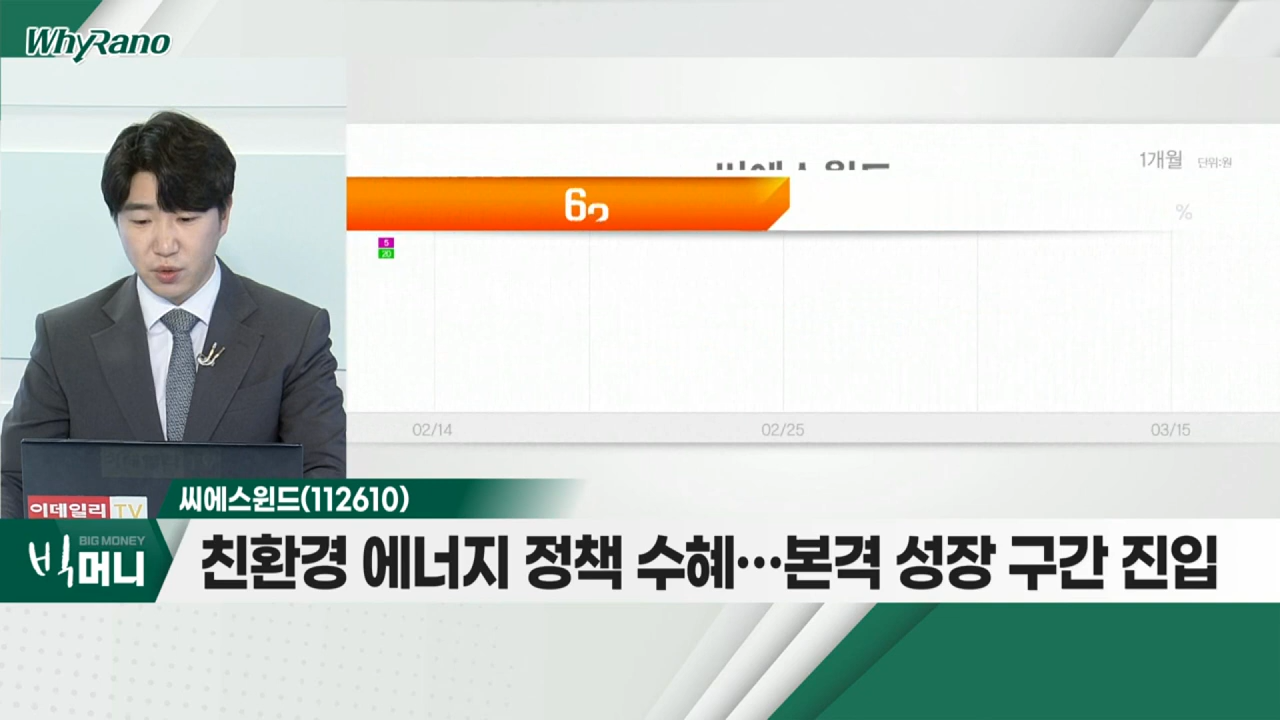 WhyRano
1개월 단위:원
%
5
20
02/14 02/25 03/15
씨에스윈드(112610)
이데일리 TV
빅머니 BIG MONEY
친환경 에너지 정책 수혜…본격 성장 구간 진입